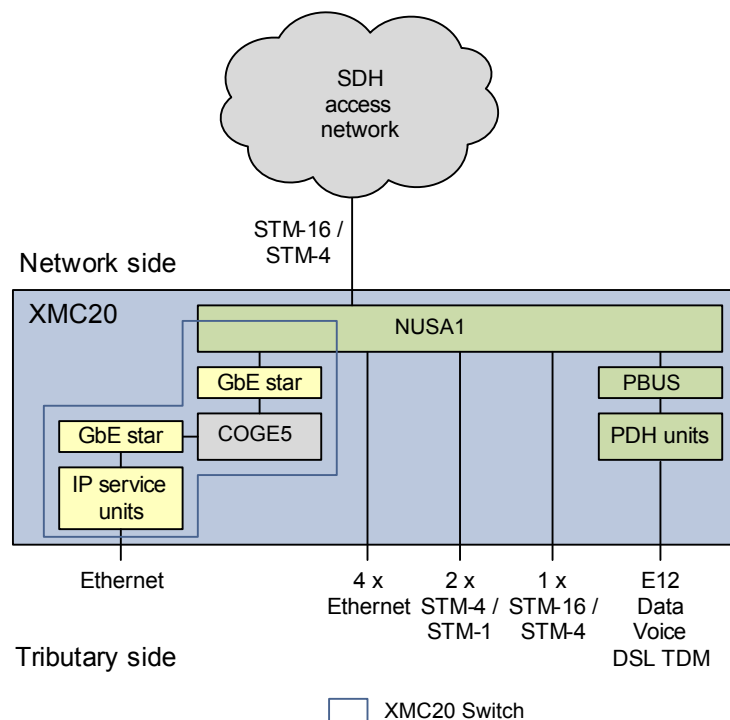 SDH
access
network
STM-16 /
STM-4
Network side
XMC20
NUSA1
GbE star
PBUS
GbE star
COGE5
PDH units
IP service
units
Ethernet
4 x
Ethernet
2 x
STM-4 /
STM-1
1 x
STM-16 /
STM-4
E12
Data
Voice
DSL TDM
Tributary side
XMC20 Switch